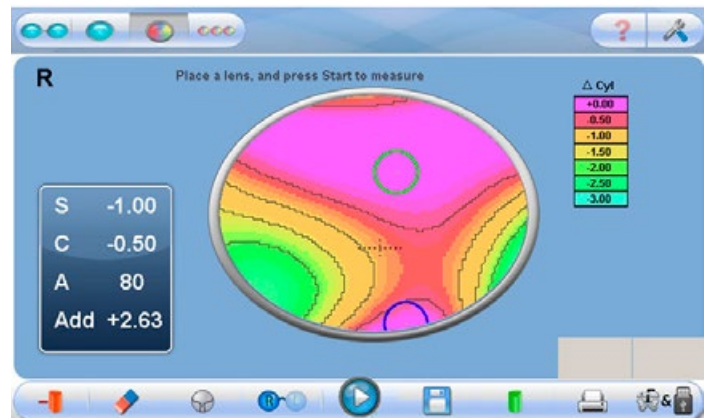 ?
R
Place a lens, and press Start to measure
Δ Cyl
+0.00
-0.50
-1.00
-1.50
-2.00
-2.50
-3.00
S -1.00
C -0.50
A 80
Add +2.63
R
&